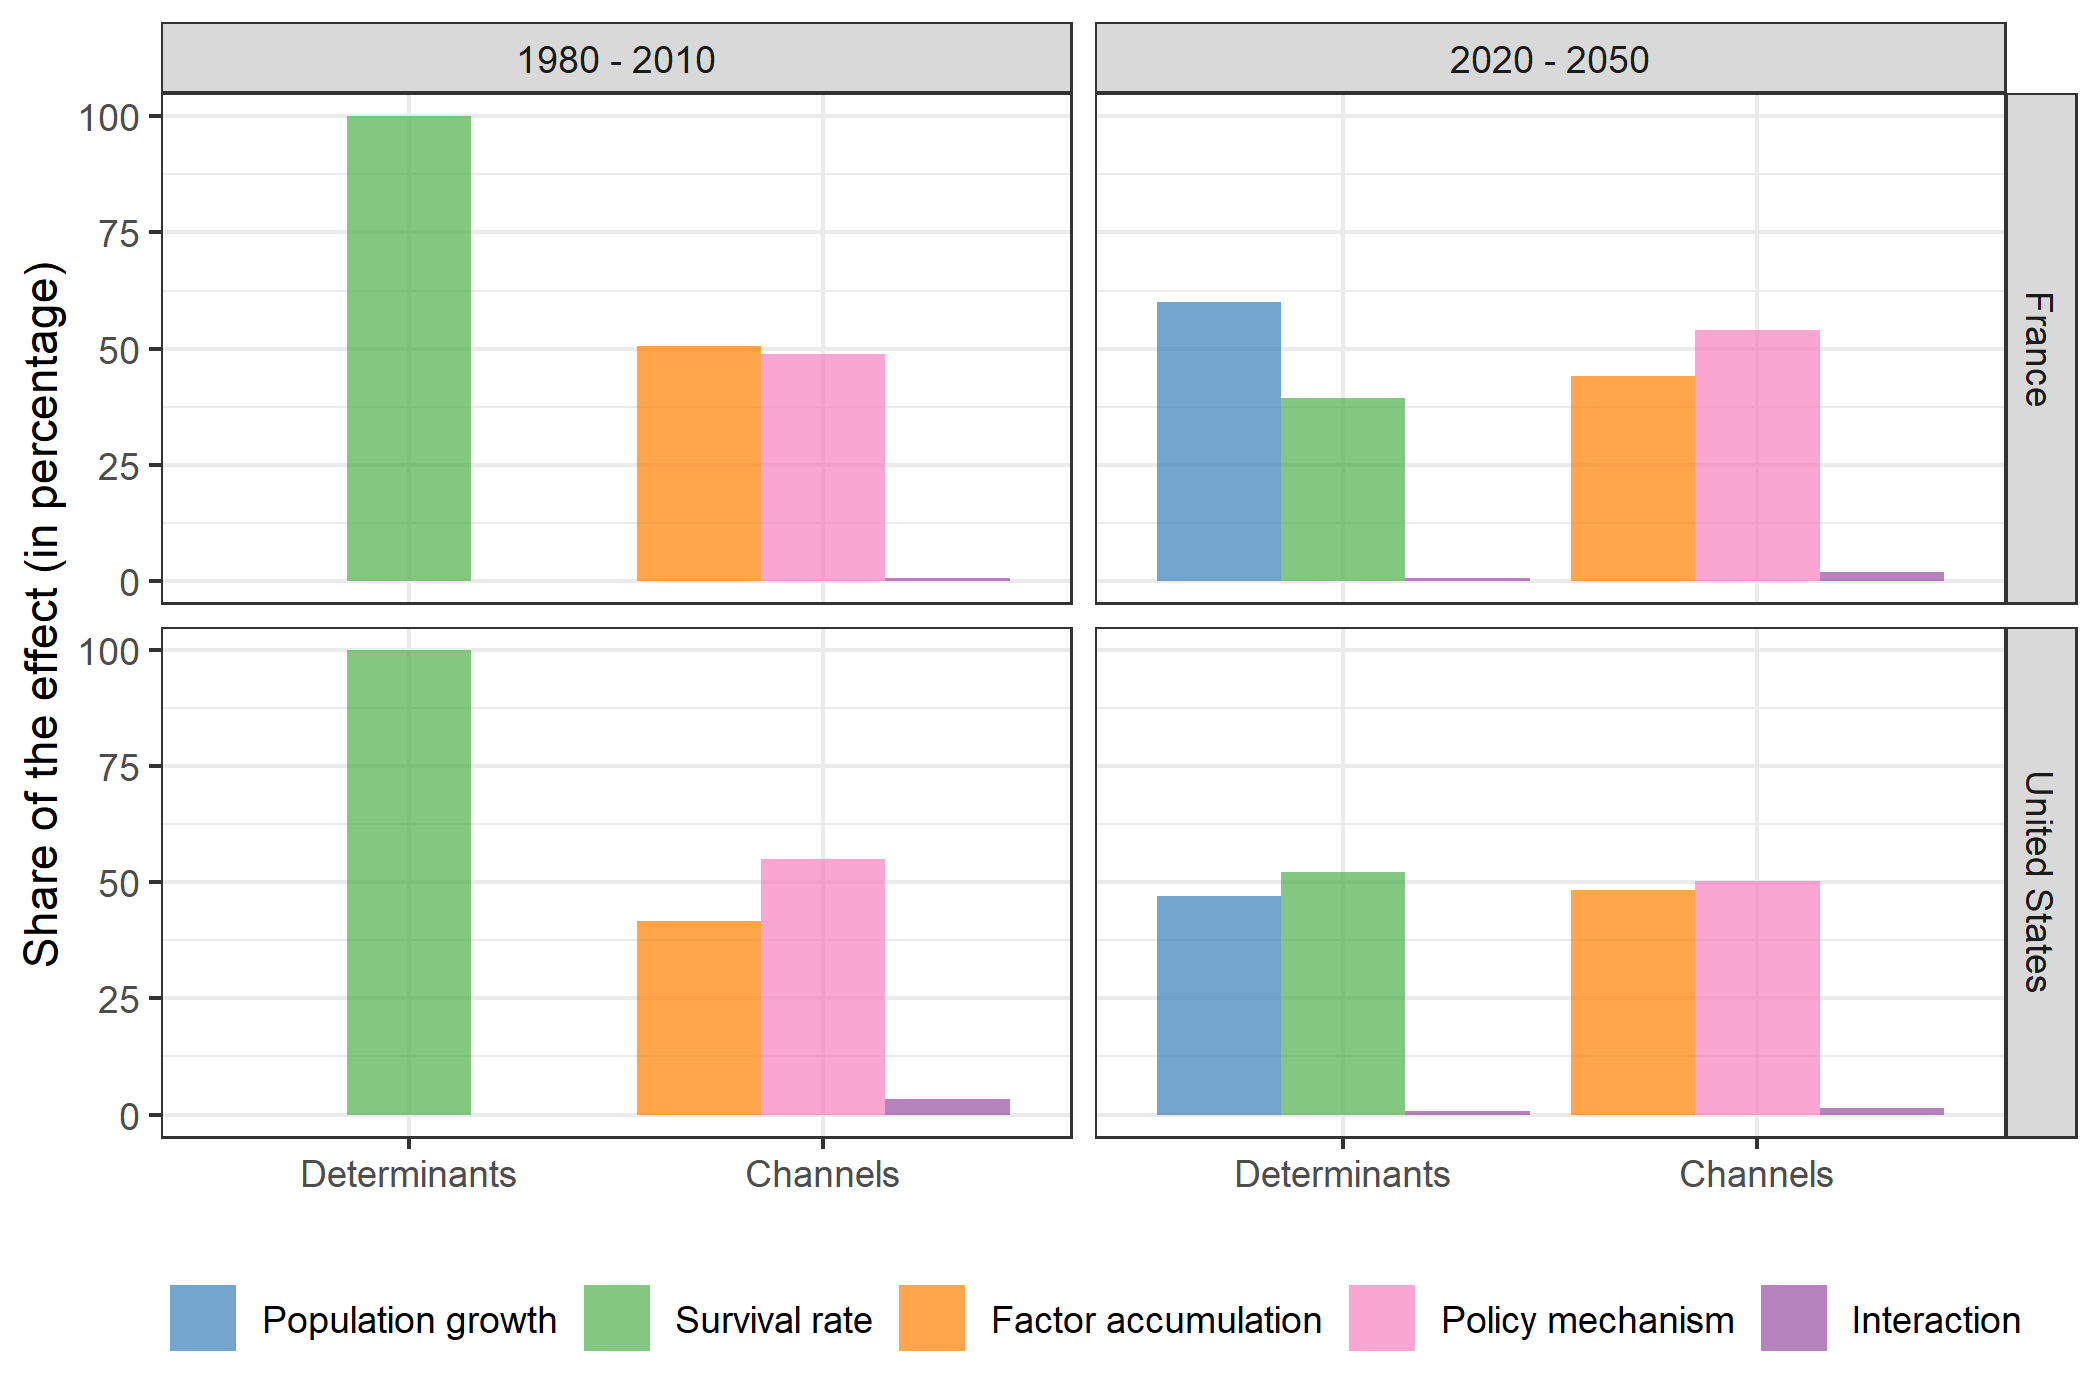 1980 - 2010
2020 - 2050
Share of the effect (in percentage)
100
75
50
25
0
France
100
75
50
25
0
United States
Determinants
Channels
Determinants
Channels
Population growth
Survival rate
Factor accumulation
Policy mechanism
Interaction